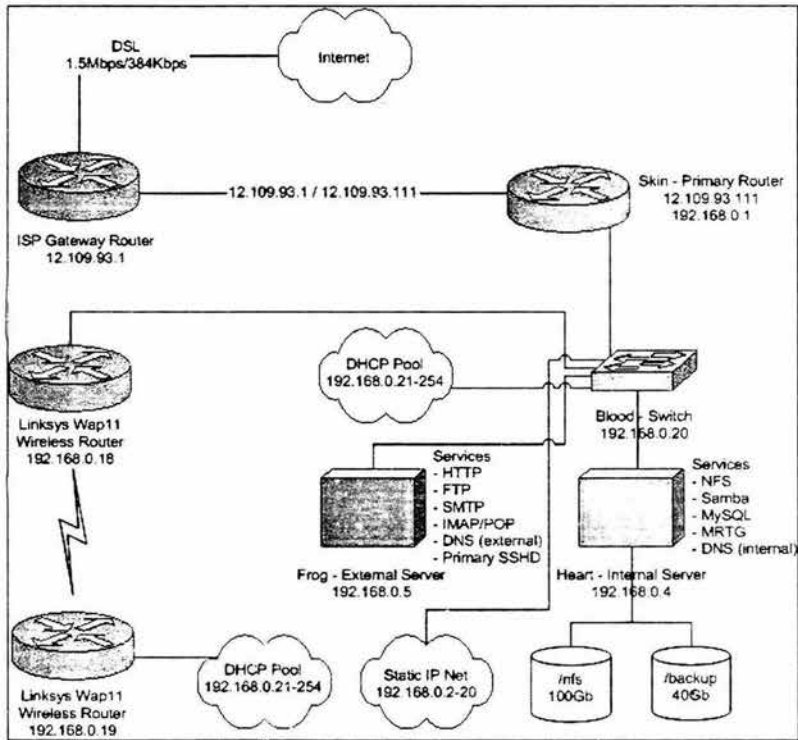 DSL
1.5Mbps/384Kbps
Internet
12.109.93.1 / 12.109.93.111
Skin - Primary Router
12.109.93.111
192.168.0.1
ISP Gateway Router
12.109.93.1
DHCP Pool
192.168.0.21-254
Linksys Wap11
Wireless Router
192.168.0.18
Blood - Switch
192.168.0.20
Services
- HTTP
- FTP
- SMTP
- IMAP/POP
- DNS (external)
- Primary SSHD
Frog - External Server
192.168.0.5
Services
- NFS
- Samba
- MySQL
- MRTG
- DNS (internal)
Heart - Internal Server
192.168.0.4
Linksys Wap11
Wireless Router
192.168.0.19
DHCP Pool
192.168.0.21-254
Static IP Net
192.168.0.2-20
/nfs
100Gb
/backup
40Gb